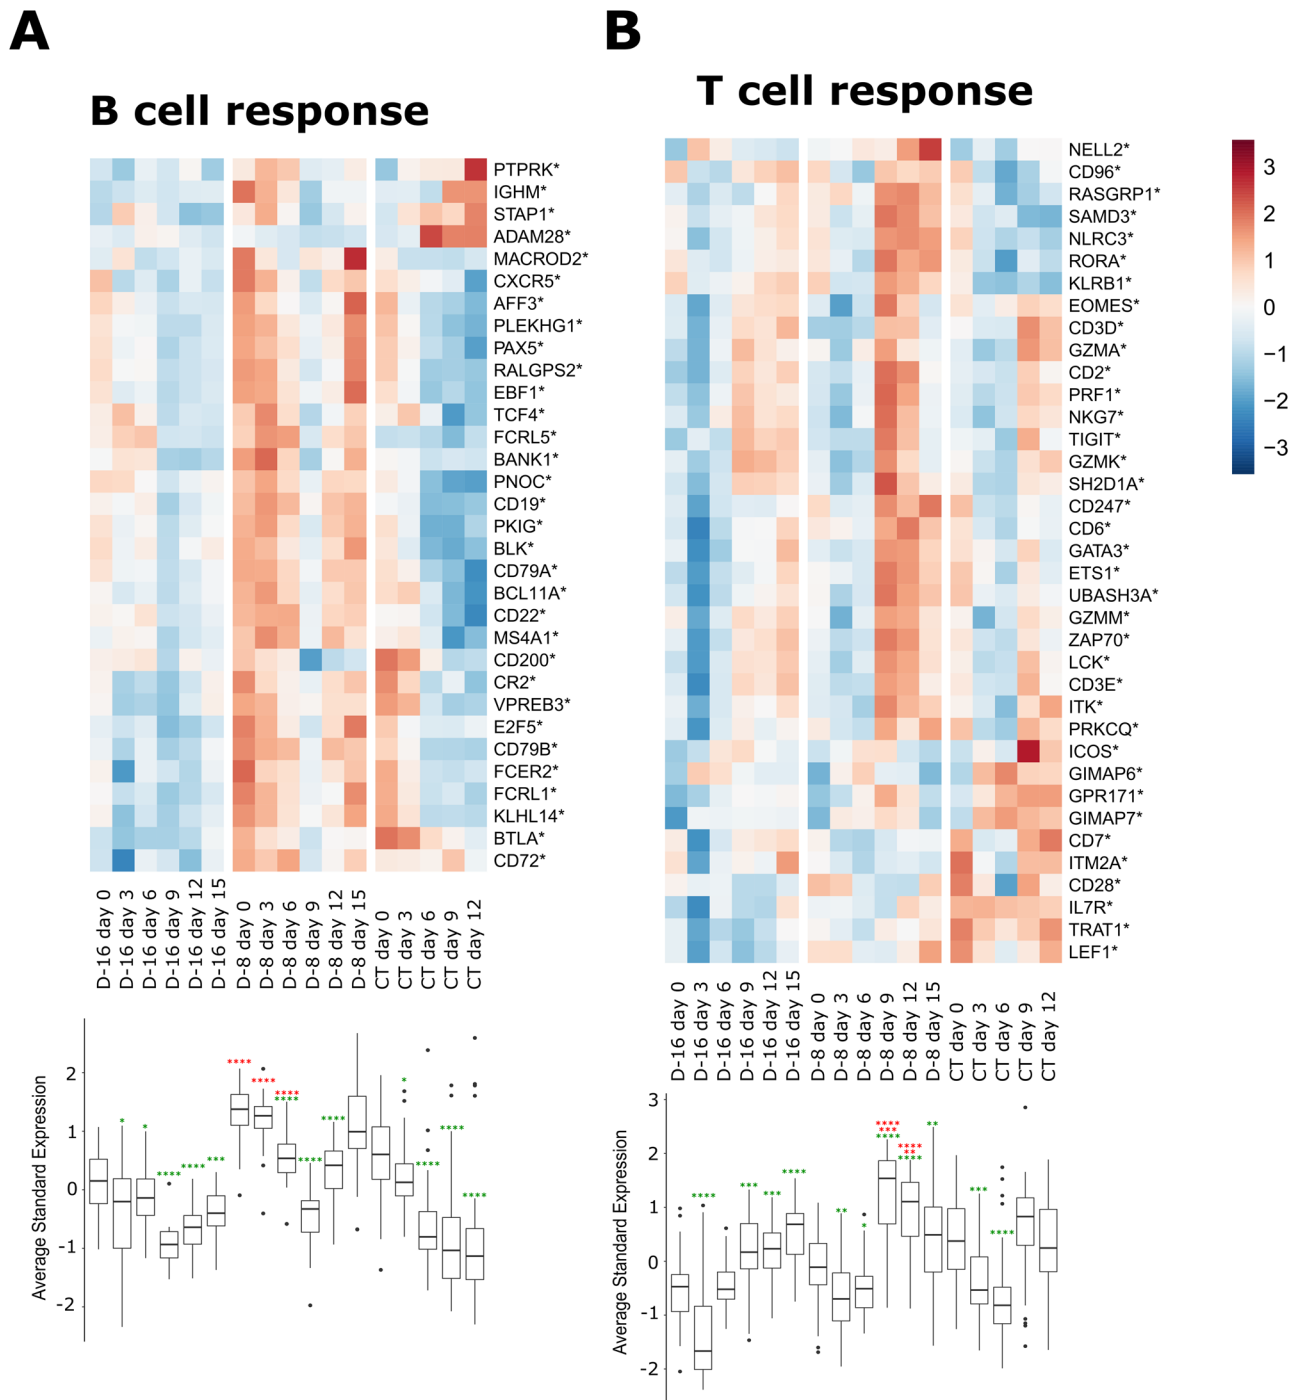 A
B cell response
PTPRK*
IGHM*
STAP1*
ADAM28*
MACROD2*
CXCR5*
AFF3*
PLEKHG1*
PAX5*
RALGPS2*
EBF1*
TCF4*
FCRL5*
BANK1*
PNOC*
CD19*
PKIG*
BLK*
CD79A*
BCL11A*
CD22*
MS4A1*
CD200*
CR2*
VPREB3*
E2F5*
CD79B*
FCER2*
FCRL1*
KLHL14*
BTLA*
CD72*
D-16 day 0
D-16 day 3
D-16 day 6
D-16 day 9
D-16 day 12
D-16 day 15
D-8 day 0
D-8 day 3
D-8 day 6
D-8 day 9
D-8 day 12
D-8 day 15
CT day 0
CT day 3
CT day 6
CT day 9
CT day 12
Average Standard Expression
2
1
0
-1
-2
*
*
****
****
***
****
****
****
****
****
****
*
****
****
****
B
T cell response
NELL2*
CD96*
RASGRP1*
SAMD3*
NLRC3*
RORA*
KLRB1*
EOMES*
CD3D*
GZMA*
CD2*
PRF1*
NKG7*
TIGIT*
GZMK*
SH2D1A*
CD247*
CD6*
GATA3*
ETS1*
UBASH3A*
GZMM*
ZAP70*
LCK*
CD3E*
ITK*
PRKCQ*
ICOS*
GIMAP6*
GPR171*
GIMAP7*
CD7*
ITM2A*
CD28*
IL7R*
TRAT1*
LEF1*
3
2
1
0
−1
−2
−3
D-16 day 0
D-16 day 3
D-16 day 6
D-16 day 9
D-16 day 12
D-16 day 15
D-8 day 0
D-8 day 3
D-8 day 6
D-8 day 9
D-8 day 12
D-8 day 15
CT day 0
CT day 3
CT day 6
CT day 9
CT day 12
Average Standard Expression
3
2
1
0
-1
-2
****
***
***
****
**
*
****
***
****
****
**
****
**
***
****